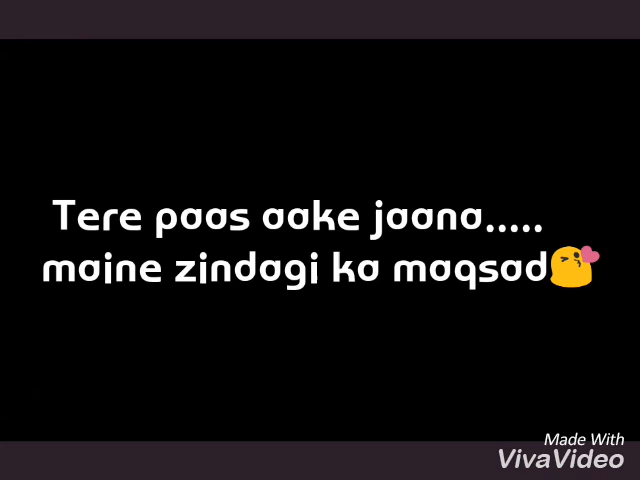 Tere paas aake jaana.....
maine zindagi ka maqsad😘
Made With
VivaVideo